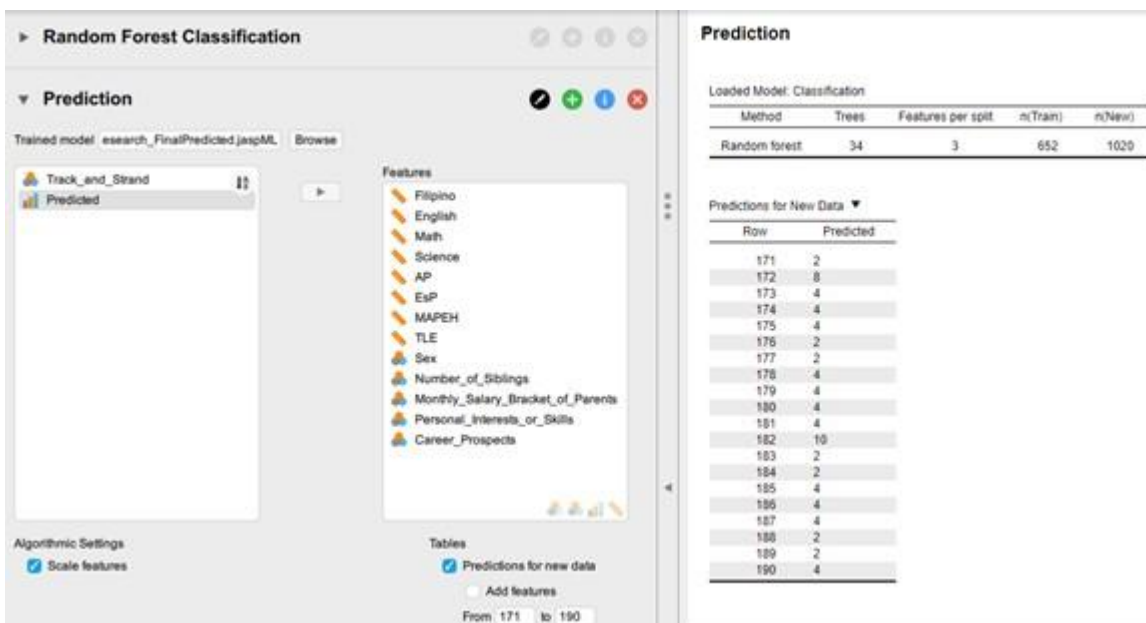 Random Forest Classification
Prediction
Trained model esearch_FinalPredicted.jaspML Browse
Track_and_Strand
Predicted
Features
Filipino
English
Math
Science
AP
EsP
MAPEH
TLE
Sex
Number_of_Siblings
Monthly_Salary_Bracket_of_Parents
Personal_Interests_or_Skills
Career_Prospects
Algorithmic Settings
Scale features
Tables
Predictions for new data
Add features
From 171 to 190
Prediction
Loaded Model: Classification
Method Trees Features per split n(Train) n(New)
Random forest 34 3 652 1020
Predictions for New Data ▼
Row Predicted
171 2
172 8
173 4
174 4
175 4
176 2
177 2
178 4
179 4
180 4
181 4
182 10
183 2
184 2
185 4
186 4
187 4
188 2
189 2
190 4